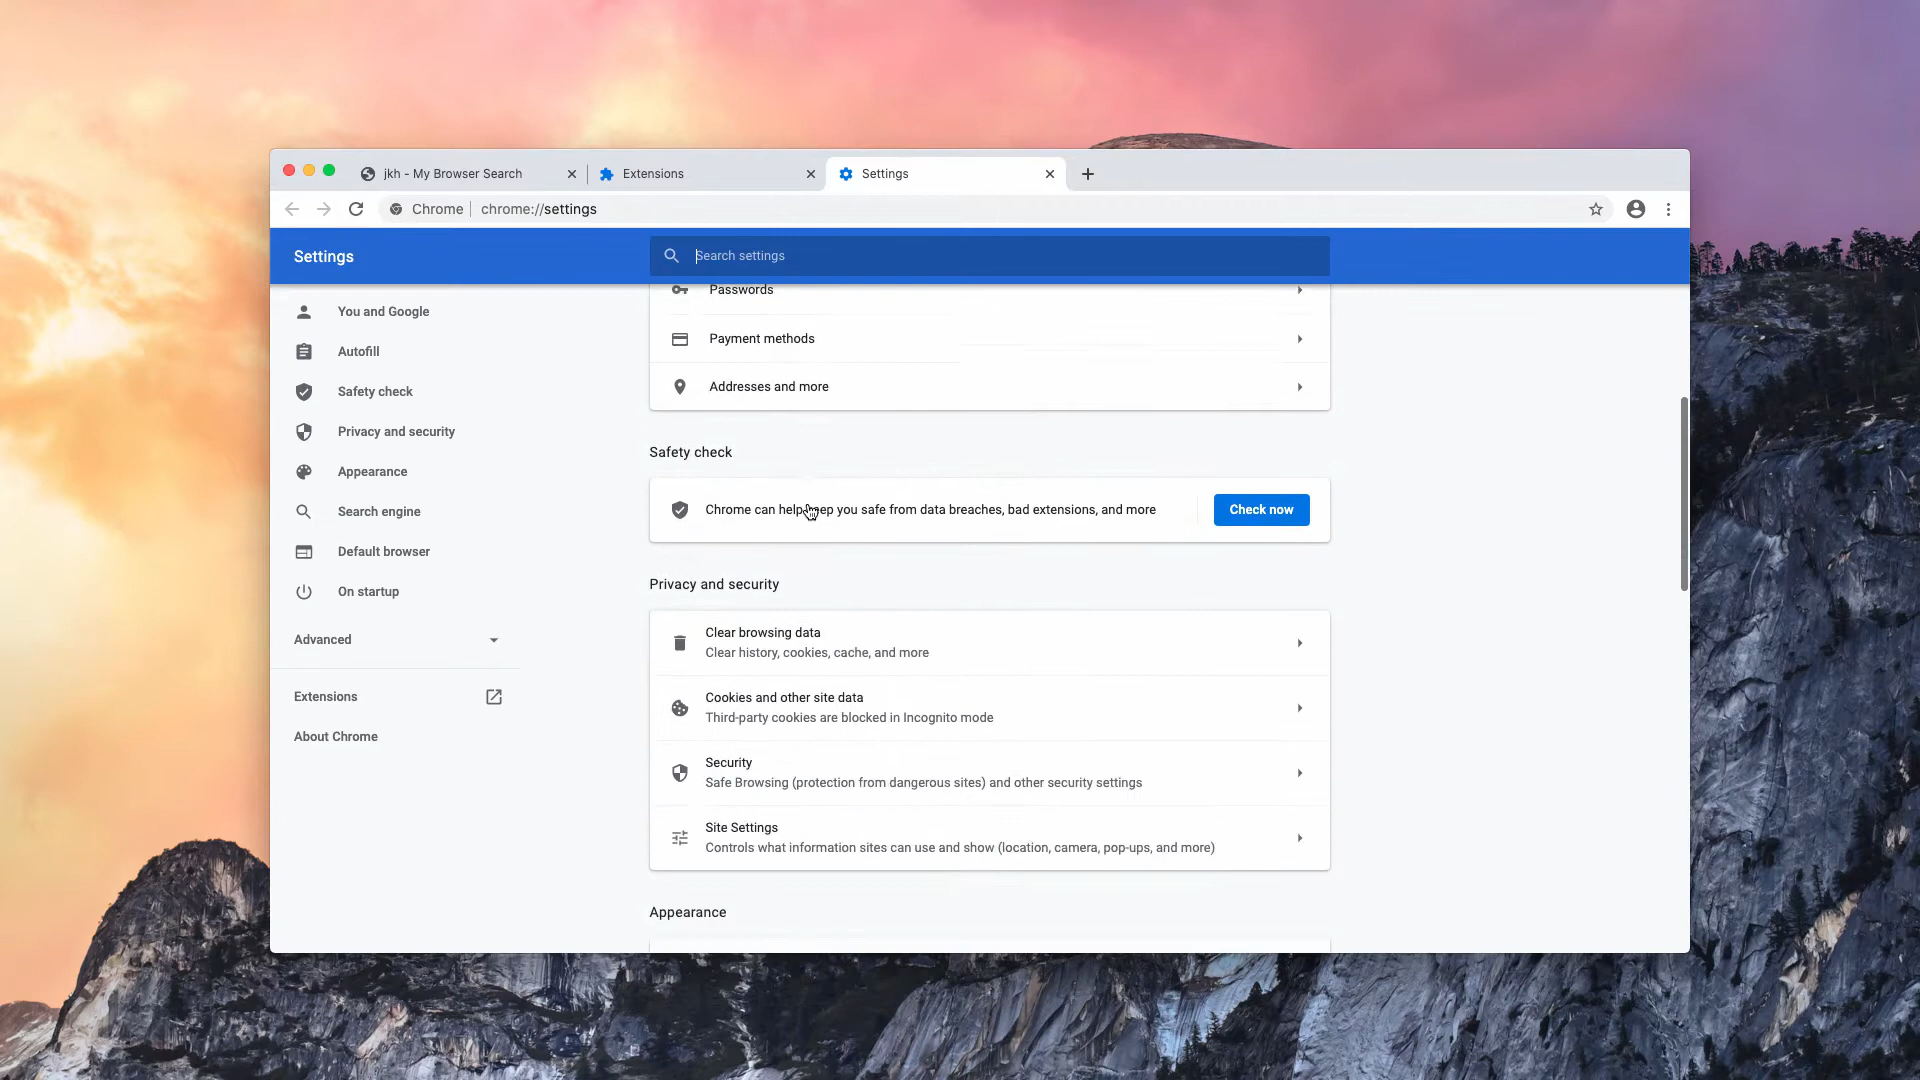 jkh - My Browser Search
Extensions
Settings
Chrome
chrome://settings
Settings
Search settings
You and Google
Autofill
Safety check
Privacy and security
Appearance
Search engine
Default browser
On startup
Advanced
Extensions
About Chrome
Passwords
Payment methods
Addresses and more
Safety check
Chrome can help keep you safe from data breaches, bad extensions, and more
Check now
Privacy and security
Clear browsing data
Clear history, cookies, cache, and more
Cookies and other site data
Third-party cookies are blocked in Incognito mode
Security
Safe Browsing (protection from dangerous sites) and other security settings
Site Settings
Controls what information sites can use and show (location, camera, pop-ups, and more)
Appearance